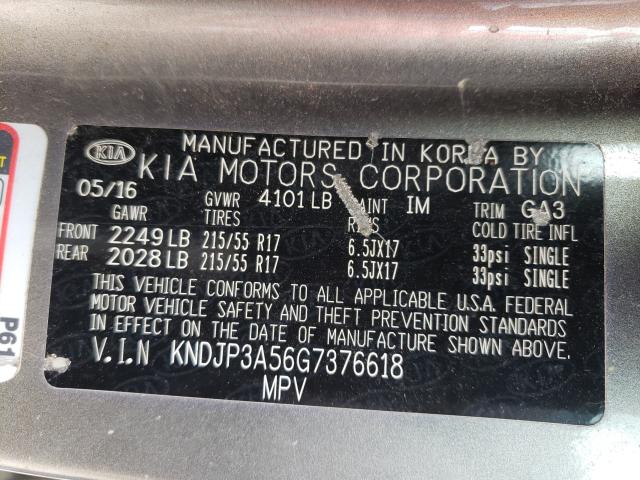 KIA
MANUFACTURED IN KOREA BY
KIA MOTORS CORPORATION
05/16 GVWR 4101 LB PAINT IM TRIM GA3
GAWR TIRES RIMS COLD TIRE INFL
FRONT 2249 LB 215/55 R17 6.5JX17 33psi SINGLE
REAR 2028 LB 215/55 R17 6.5JX17 33psi SINGLE
THIS VEHICLE CONFORMS TO ALL APPLICABLE U.S.A. FEDERAL
MOTOR VEHICLE SAFETY AND THEFT PREVENTION STANDARDS
IN EFFECT ON THE DATE OF MANUFACTURE SHOWN ABOVE.
V.I.N KNDJP3A56G7376618
MPV
P61